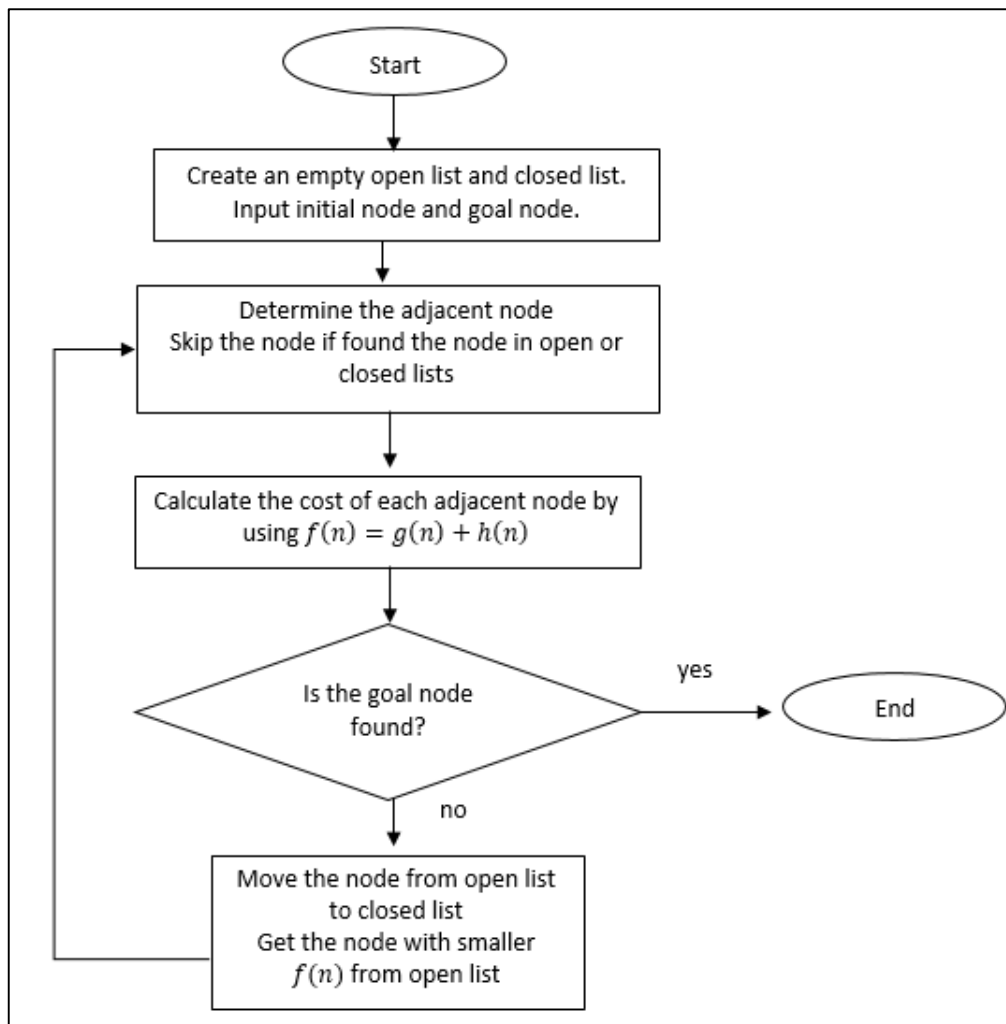 Start
Create an empty open list and closed list.
Input initial node and goal node.
Determine the adjacent node
Skip the node if found the node in open or
closed lists
Calculate the cost of each adjacent node by
using f(n) = g(n) + h(n)
Is the goal node
found?
yes
End
no
Move the node from open list
to closed list
Get the node with smaller
f(n) from open list